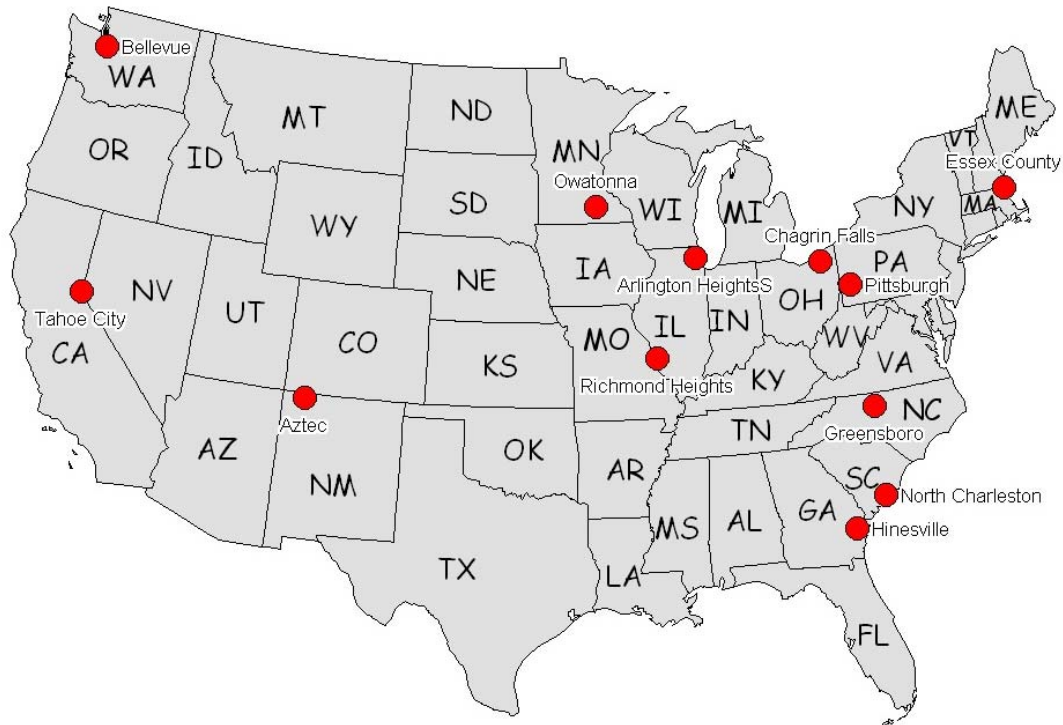 Bellevue
WA
MT
ND
ME
VT
OR
ID
MN
Essex County
Owatonna
SD
WI
MI
NY
MA
WY
Chagrin Falls
NE
IA
PA
Arlington HeightsS
Pittsburgh
NV
OH
Tahoe City
UT
IL
IN
CA
CO
MO
WV
KS
VA
Richmond Heights
KY
Aztec
NC
Greensboro
TN
AZ
OK
AR
NM
SC
North Charleston
GA
MS
AL
Hinesville
TX
LA
FL